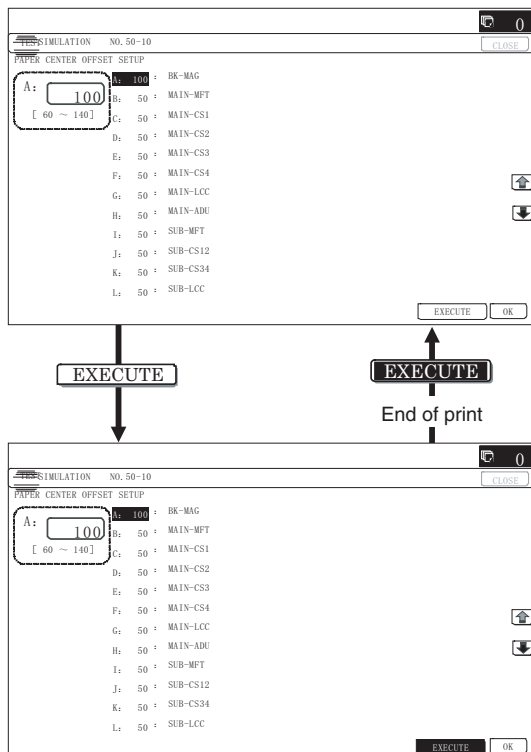 0
TEST SIMULATION NO.50-10
CLOSE
PAPER CENTER OFFSET SETUP
A: 100
[ 60 ~ 140]
A: 100 : BK-MAG
B: 50 : MAIN-MFT
C: 50 : MAIN-CS1
D: 50 : MAIN-CS2
E: 50 : MAIN-CS3
F: 50 : MAIN-CS4
G: 50 : MAIN-LCC
H: 50 : MAIN-ADU
I: 50 : SUB-MFT
J: 50 : SUB-CS12
K: 50 : SUB-CS34
L: 50 : SUB-LCC
EXECUTE OK
EXECUTE
EXECUTE
End of print
0
TEST SIMULATION NO.50-10
CLOSE
PAPER CENTER OFFSET SETUP
A: 100
[ 60 ~ 140]
A: 100 : BK-MAG
B: 50 : MAIN-MFT
C: 50 : MAIN-CS1
D: 50 : MAIN-CS2
E: 50 : MAIN-CS3
F: 50 : MAIN-CS4
G: 50 : MAIN-LCC
H: 50 : MAIN-ADU
I: 50 : SUB-MFT
J: 50 : SUB-CS12
K: 50 : SUB-CS34
L: 50 : SUB-LCC
EXECUTE OK